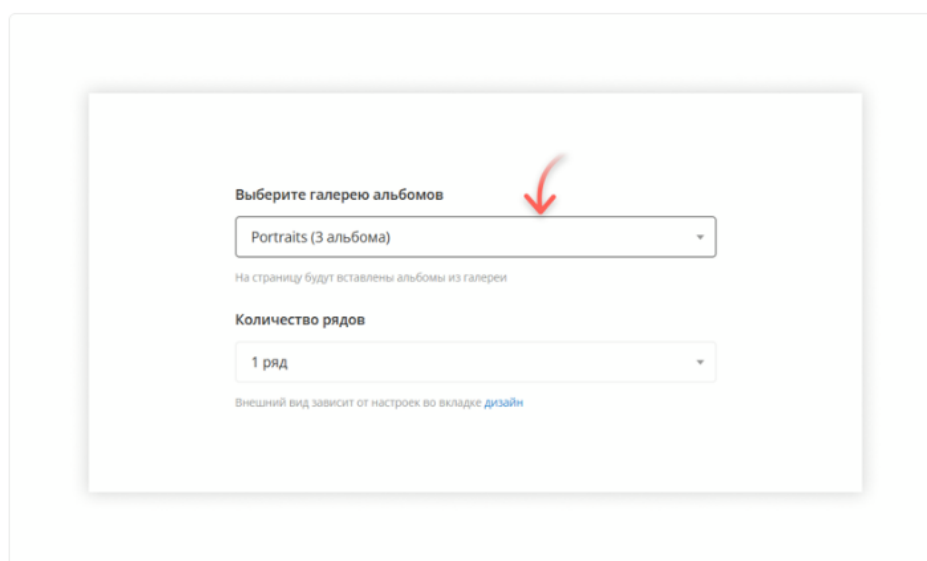 Выберите галерею альбомов
Portraits (3 альбома)
На страницу будут вставлены альбомы из галереи
Количество рядов
1 ряд
Внешний вид зависит от настроек во вкладке дизайн